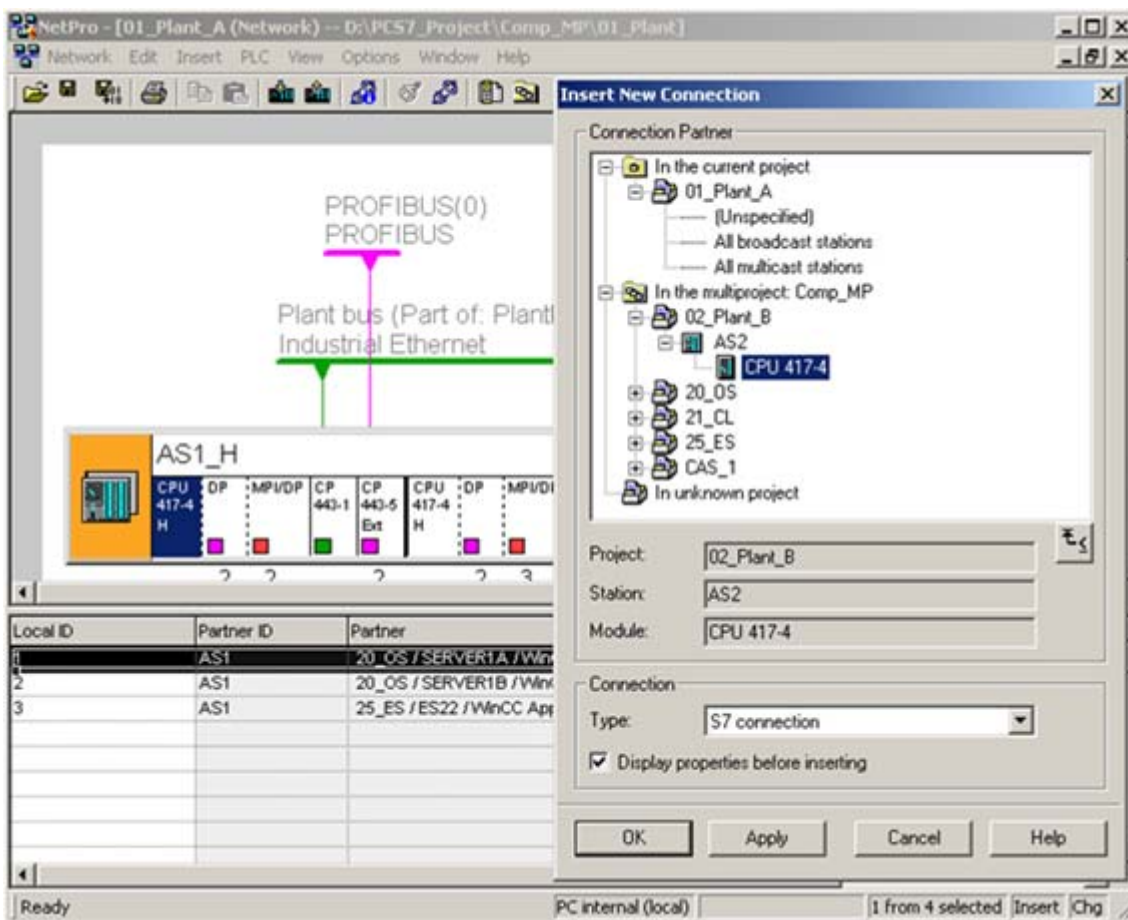 NetPro - [01_Plant_A (Network) -- D:\PCS7_Project\Comp_MP\01_Plant]
Network Edit Insert PLC View Options Window Help
PROFIBUS(0)
PROFIBUS
Plant bus (Part of:
Industrial Ethernet
AS1_H
CPU 417-4 H
DP
MPI/DP
CP 443-1
CP 443-5 Ext
CPU 417-4 H
DP
2 2 2 2 3
Local ID Partner ID Partner
1 AS1 20_OS / SERVER1A /
2 AS1 20_OS / SERVER1B /
3 AS1 25_ES / ES22 / WinCC
Ready PC internal (local) 1 from 4 selected Insert Chg
Insert New Connection
Connection Partner
In the current project
01_Plant_A
(Unspecified)
All broadcast stations
All multicast stations
In the multiproject: Comp_MP
02_Plant_B
AS2
CPU 417-4
20_OS
21_CL
25_ES
CAS_1
In unknown project
Project: 02_Plant_B
Station: AS2
Module: CPU 417-4
Connection
Type: S7 connection
Display properties before inserting
OK Apply Cancel Help